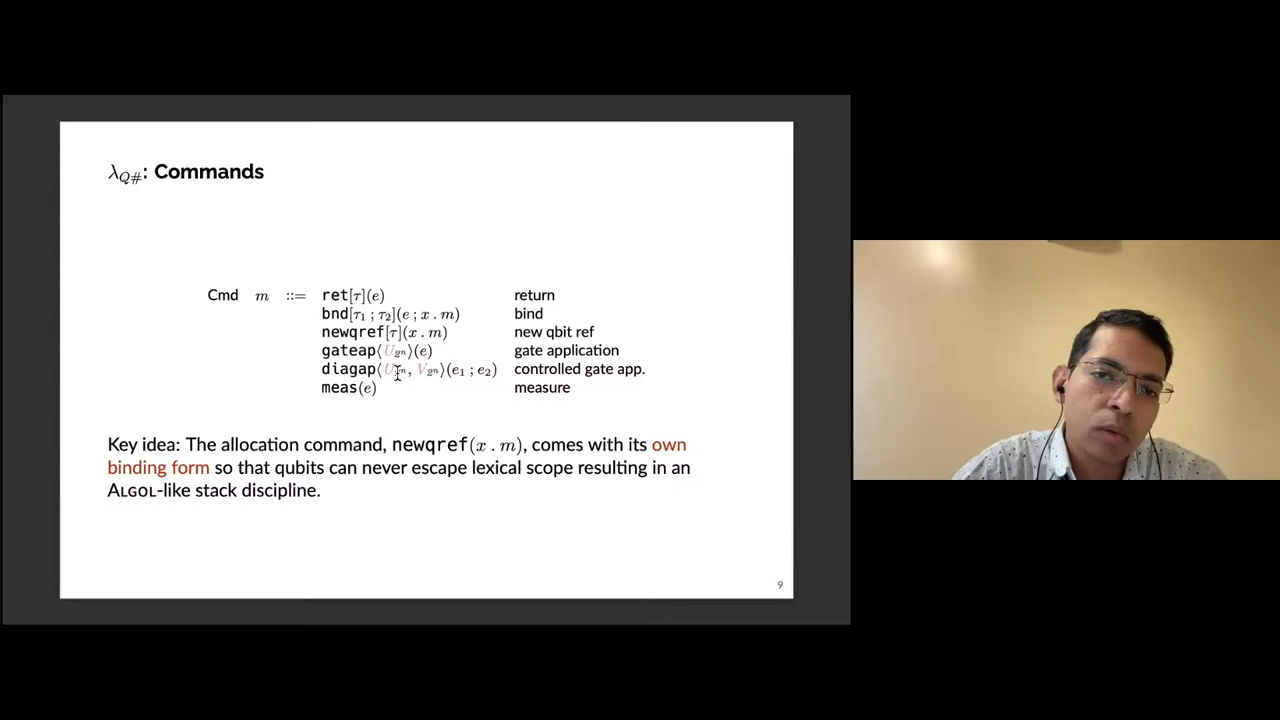 λQ#: Commands
Cmd m ::= ret[τ](e) return
bnd[τ1 ; τ2](e ; x . m) bind
newqref[τ](x . m) new qbit ref
gateap⟨U2ⁿ⟩(e) gate application
diagap⟨U2ⁿ, V2ⁿ⟩(e1 ; e2) controlled gate app.
meas(e) measure
Key idea: The allocation command, newqref(x . m), comes with its own
binding form so that qubits can never escape lexical scope resulting in an
ALGOL-like stack discipline.
9